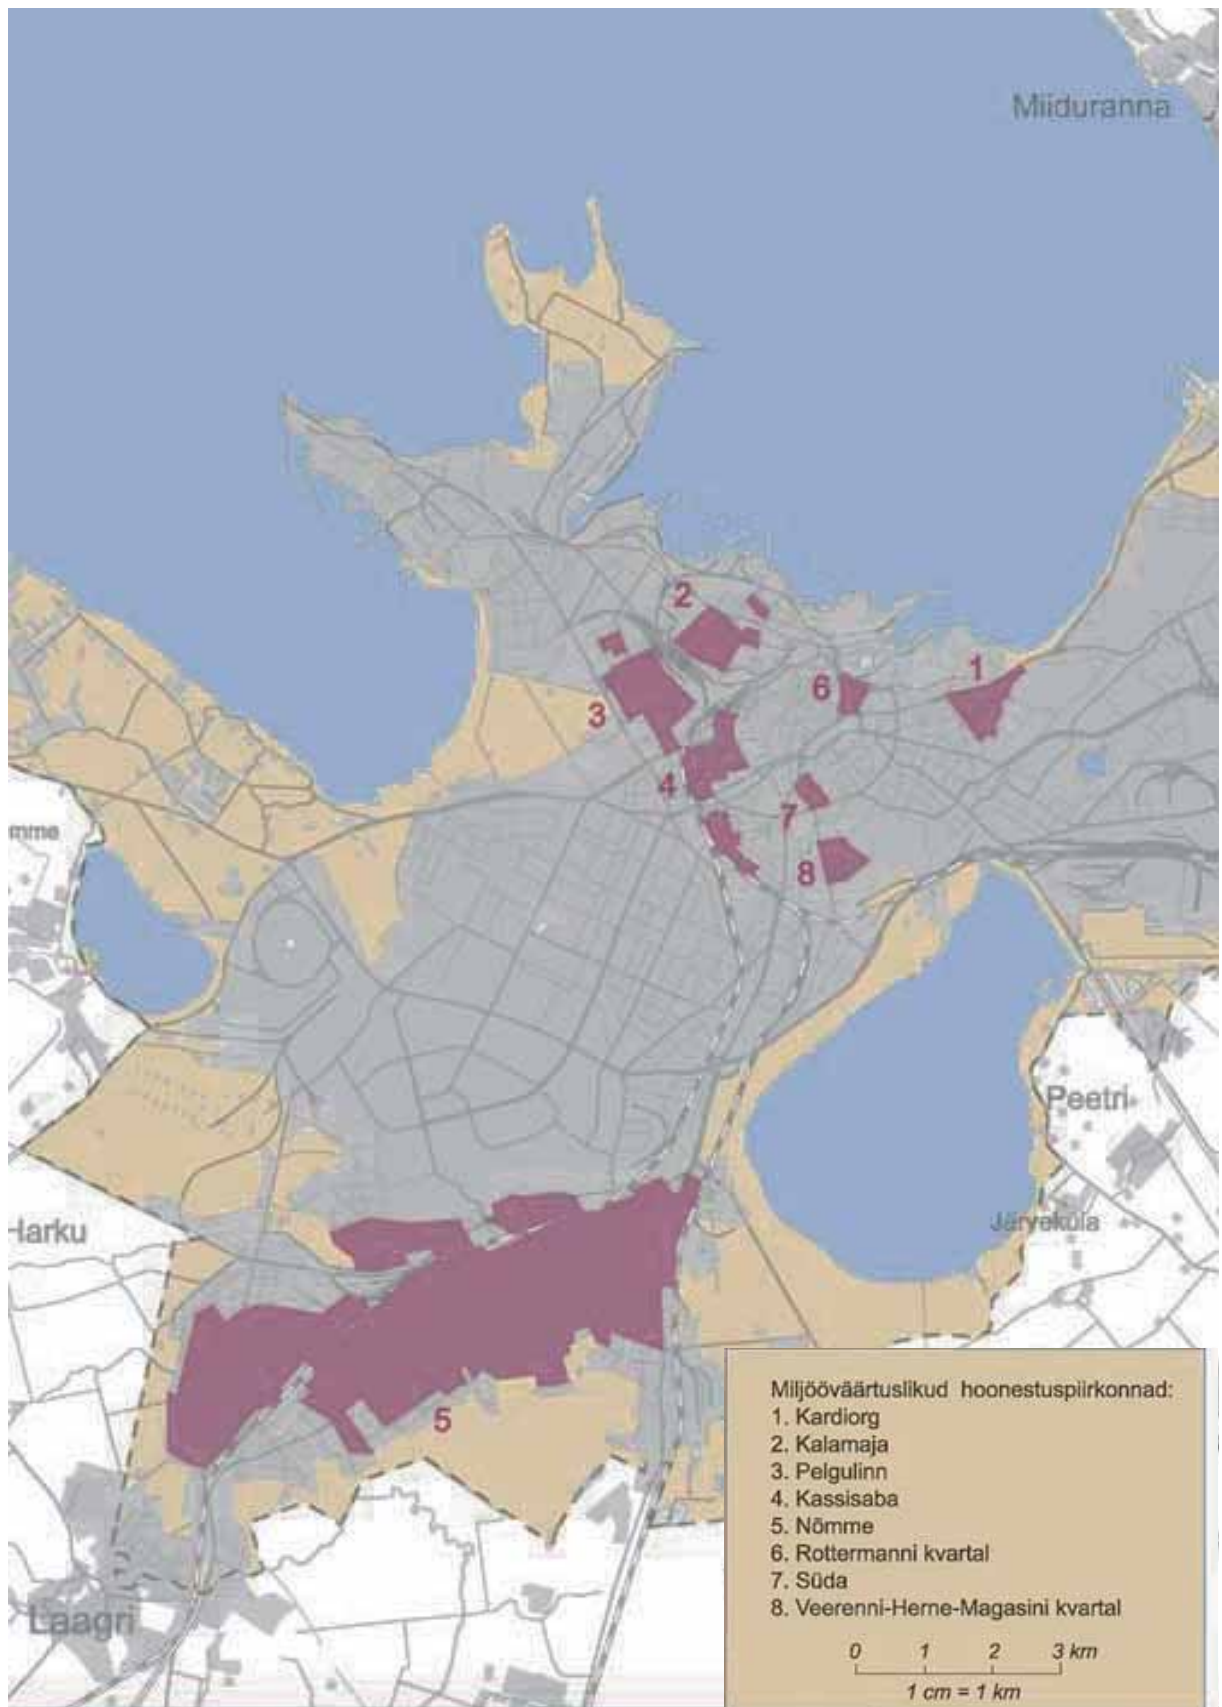 Miiduranna
2
1
6
3
4
7
mme
8
Peetri
Harku
Järveküla
5
Laagri
Miljööväärtuslikud hoonestuspiirkonnad:
1. Kardiorg
2. Kalamaja
3. Pelgulinn
4. Kassisaba
5. Nõmme
6. Rottermanni kvartal
7. Süda
8. Veerenni-Herne-Magasini kvartal
0 1 2 3 km
1 cm = 1 km